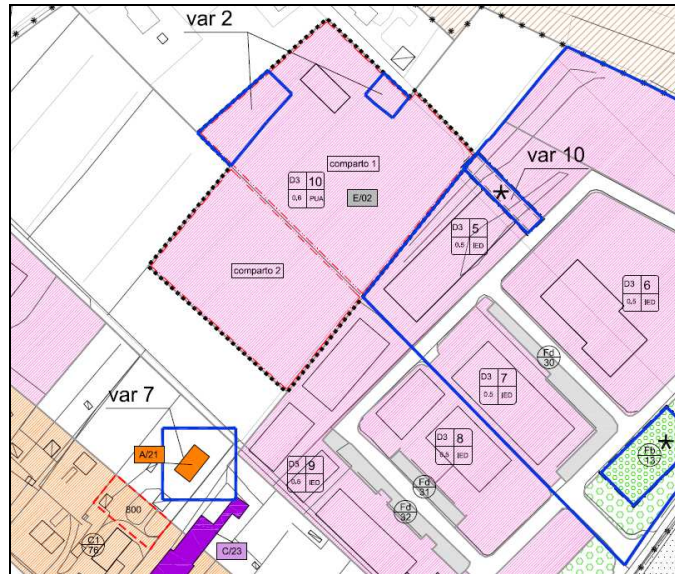 var 2
comparto 1
D3 10
0,6 PUA
E/02
var 10
*
D3 5
0,5 IED
comparto 2
D3 6
0,5 IED
Fd
30
D3 7
0,5 IED
var 7
D3 8
0,5 IED
*
Fb
13
A/21
D3 9
0,6 IED
Fd
31
Fd
32
800
C1
76
C/23